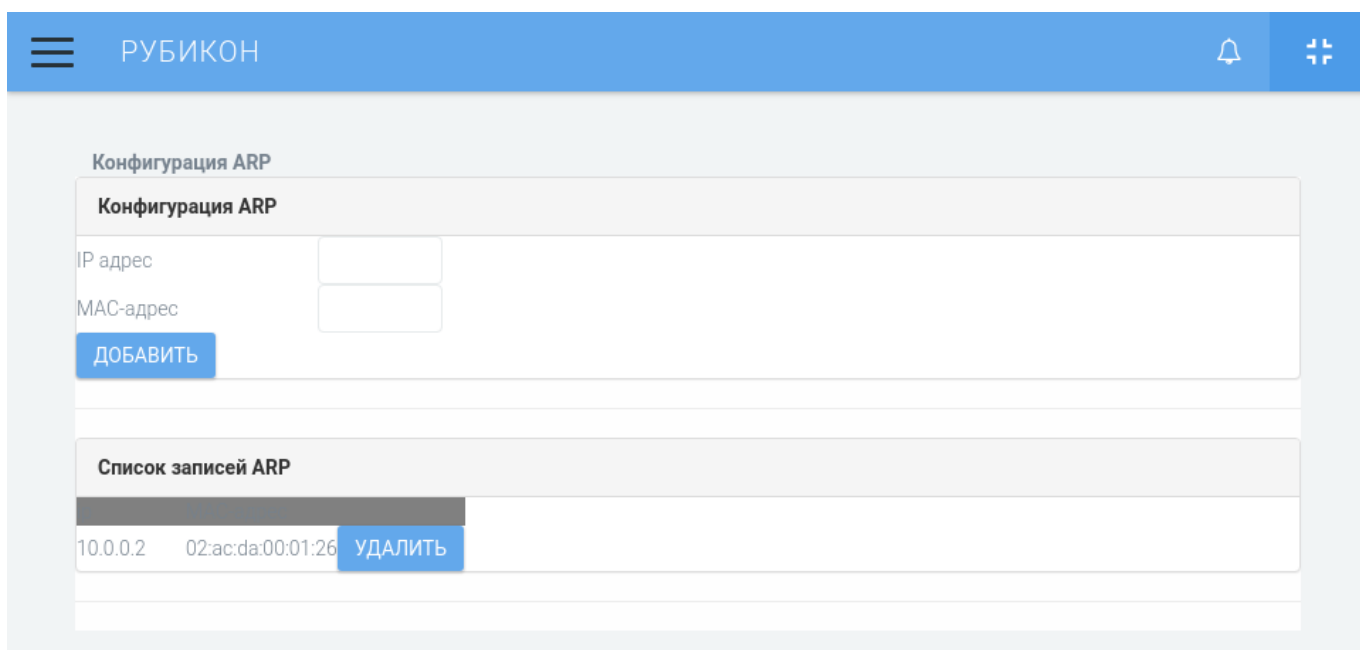 РУБИКОН
Конфигурация ARP
Конфигурация ARP
IP адрес
MAC-адрес
ДОБАВИТЬ
Список записей ARP
10.0.0.2 02:ac:da:00:01:26 УДАЛИТЬ